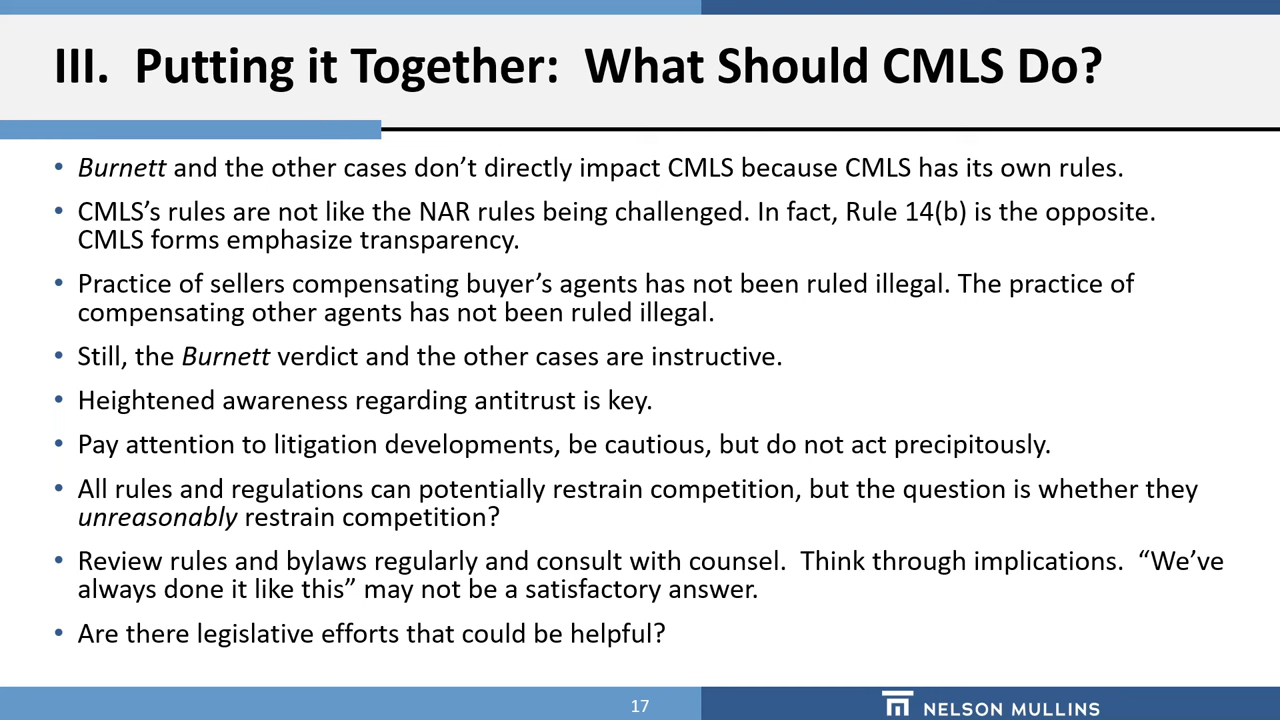 III. Putting it Together: What Should CMLS Do?
• Burnett and the other cases don’t directly impact CMLS because CMLS has its own rules.
• CMLS’s rules are not like the NAR rules being challenged. In fact, Rule 14(b) is the opposite.
CMLS forms emphasize transparency.
• Practice of sellers compensating buyer’s agents has not been ruled illegal. The practice of
compensating other agents has not been ruled illegal.
• Still, the Burnett verdict and the other cases are instructive.
• Heightened awareness regarding antitrust is key.
• Pay attention to litigation developments, be cautious, but do not act precipitously.
• All rules and regulations can potentially restrain competition, but the question is whether they
unreasonably restrain competition?
• Review rules and bylaws regularly and consult with counsel. Think through implications. “We’ve
always done it like this” may not be a satisfactory answer.
• Are there legislative efforts that could be helpful?
17
NELSON MULLINS